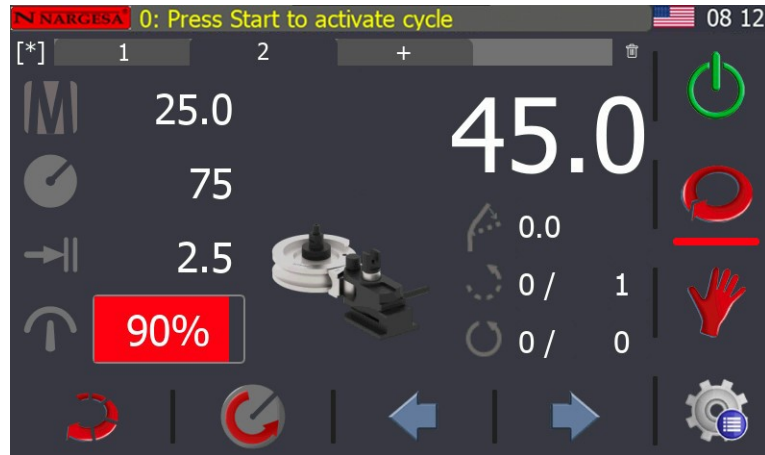 N NARGESA 0: Press Start to activate cycle 08 12
[*] 1 2 +
25.0 45.0
75
0.0
2.5
0 / 1
90%
0 / 0